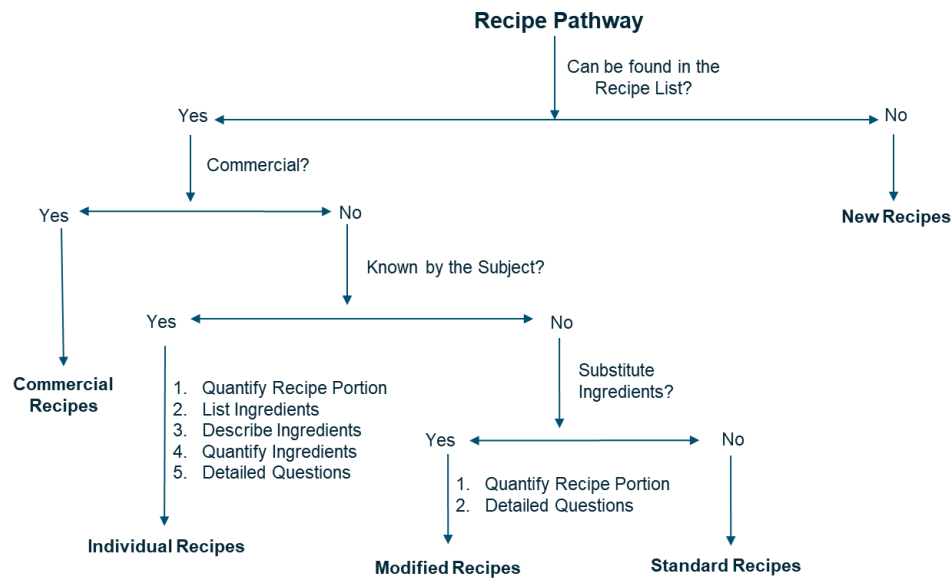 Recipe Pathway
Can be found in the
Recipe List?
Yes
No
Commercial?
New Recipes
Yes
No
Known by the Subject?
Yes
No
Commercial
Recipes
1. Quantify Recipe Portion
2. List Ingredients
3. Describe Ingredients
4. Quantify Ingredients
5. Detailed Questions
Substitute
Ingredients?
Yes
No
1. Quantify Recipe Portion
2. Detailed Questions
Individual Recipes
Modified Recipes
Standard Recipes